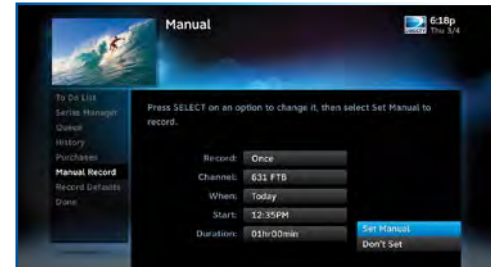 Manual
DIRECTV
6:18p
Thu 3/4
To Do List
Series Manager
Queue
History
Purchases
Manual Record
Record Defaults
Done
Press SELECT on an option to change it, then select Set Manual to
record.
Record: Once
Channel: 631 FTB
When: Today
Start: 12:35PM
Duration: 01hr00min
Set Manual
Don't Set